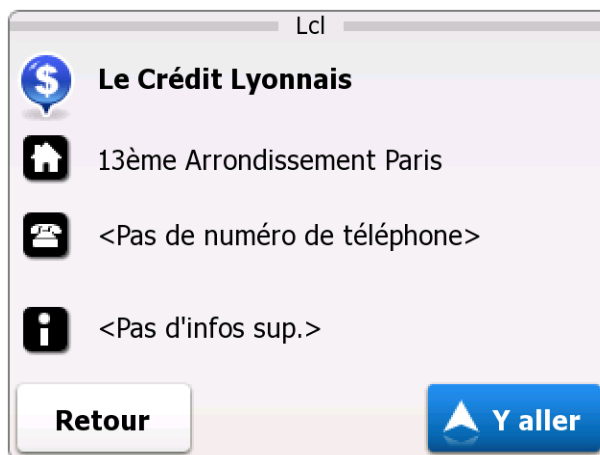 Lcl
Le Crédit Lyonnais
13ème Arrondissement Paris
<Pas de numéro de téléphone>
<Pas d'infos sup.>
Retour
Y aller